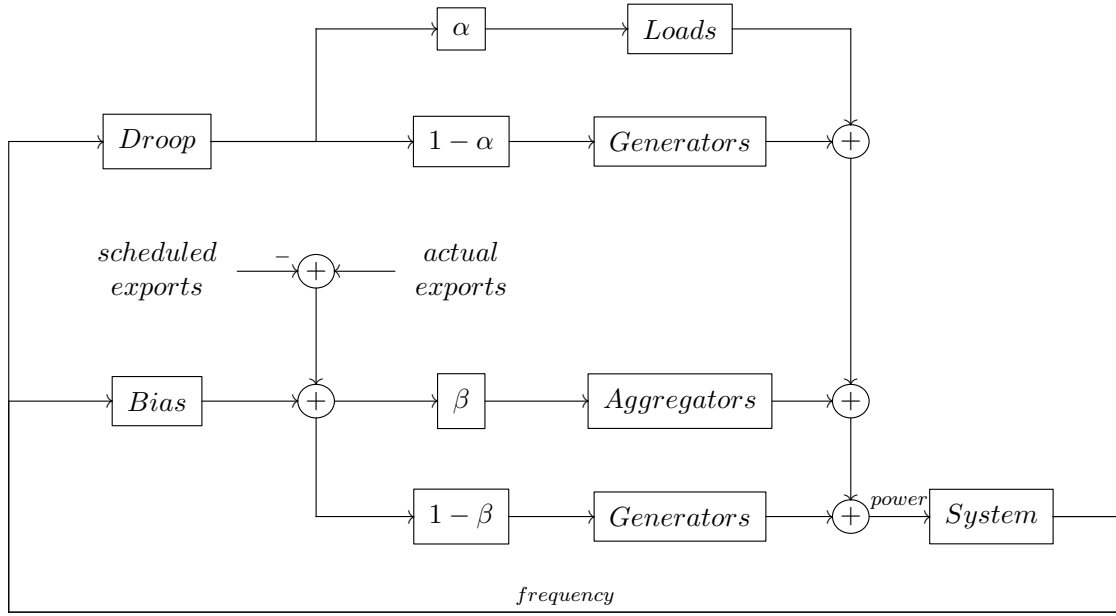 α
Loads
Droop
1 − α
Generators
+
scheduled
exports
−
+
actual
exports
Bias
+
β
Aggregators
+
1 − β
Generators
+
power
System
frequency